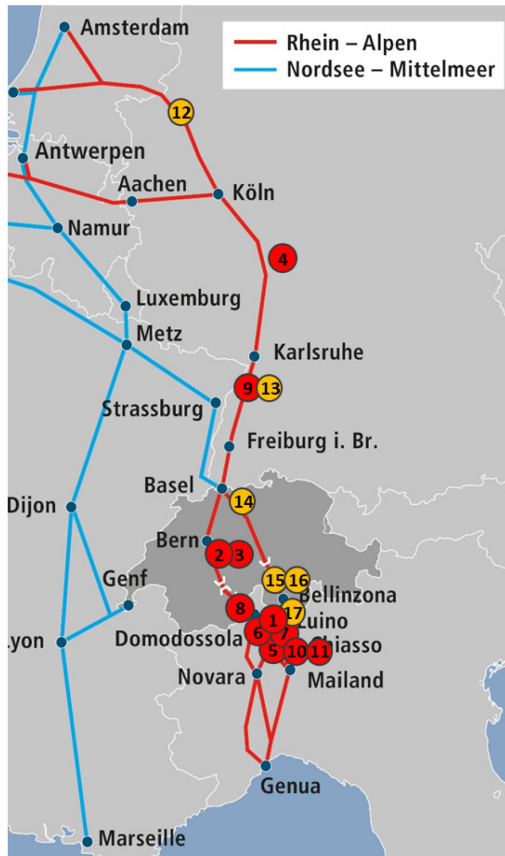 Amsterdam
Rhein – Alpen
Nordsee – Mittelmeer
12
Antwerpen
Aachen
Köln
Namur
4
Luxemburg
Metz
Karlsruhe
9 13
Strassburg
Freiburg i. Br.
Basel
14
Dijon
Bern
2 3
15 16
Genf
Bellinzona
8
1 17
Luino
Lyon
Domodossola
6 7
Chiasso
5 10 11
Novara
Mailand
Genua
Marseille